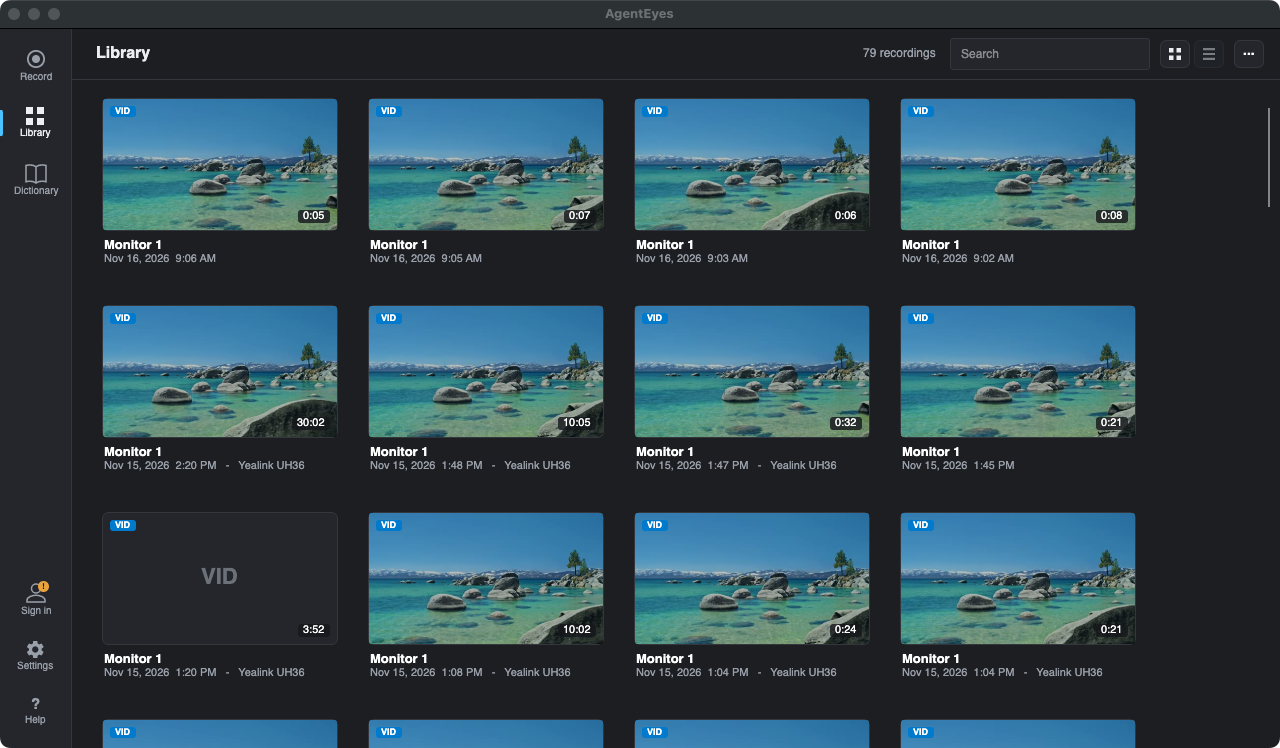 AgentEyes
Record
Library
Dictionary
Sign in
!
Settings
?
Help
Library
79 recordings
Search
VID
0:05
Monitor 1
Nov 16, 2026 9:06 AM
VID
0:07
Monitor 1
Nov 16, 2026 9:05 AM
VID
0:06
Monitor 1
Nov 16, 2026 9:03 AM
VID
0:08
Monitor 1
Nov 16, 2026 9:02 AM
VID
30:02
Monitor 1
Nov 15, 2026 2:20 PM - Yealink UH36
VID
10:05
Monitor 1
Nov 15, 2026 1:48 PM - Yealink UH36
VID
0:32
Monitor 1
Nov 15, 2026 1:47 PM - Yealink UH36
VID
0:21
Monitor 1
Nov 15, 2026 1:45 PM
VID
VID
3:52
Monitor 1
Nov 15, 2026 1:20 PM - Yealink UH36
VID
10:02
Monitor 1
Nov 15, 2026 1:08 PM - Yealink UH36
VID
0:24
Monitor 1
Nov 15, 2026 1:04 PM - Yealink UH36
VID
0:21
Monitor 1
Nov 15, 2026 1:04 PM - Yealink UH36
VID
VID
VID
VID